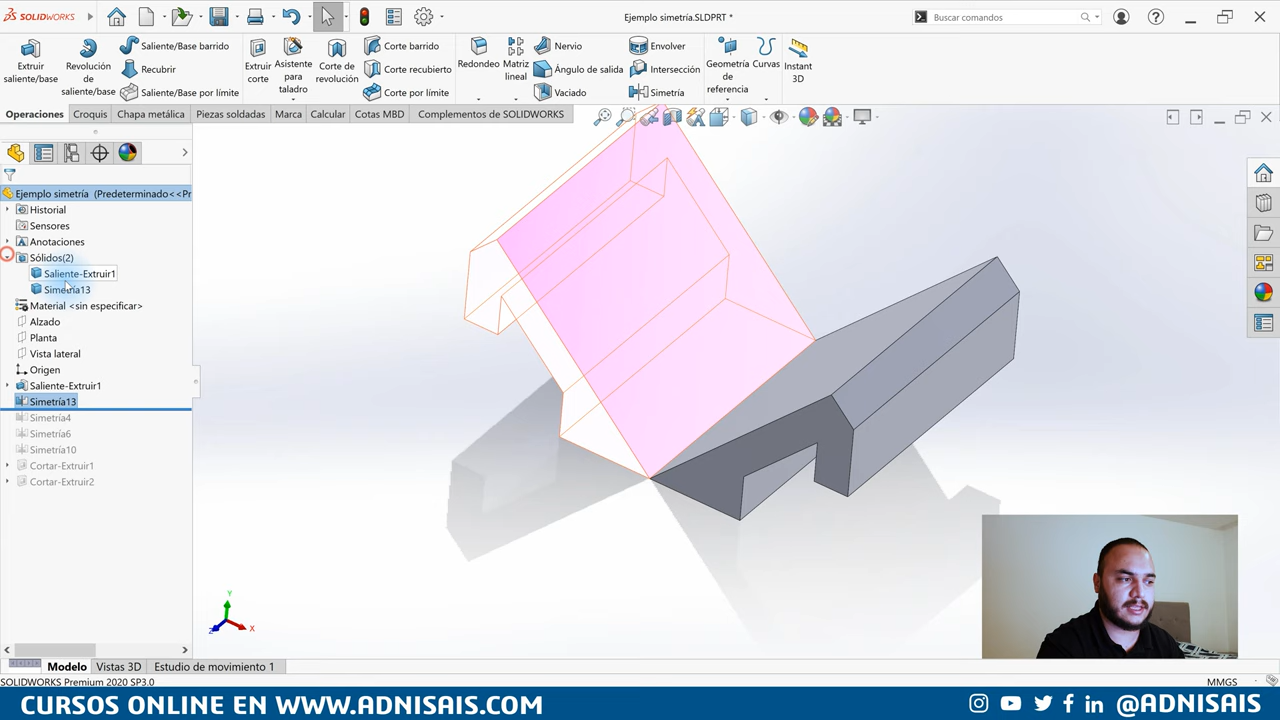 SOLIDWORKS
Ejemplo simetría.SLDPRT *
Buscar comandos
Extruir saliente/base
Revolución de saliente/base
Saliente/Base barrido
Recubrir
Saliente/Base por límite
Extruir corte
Asistente para taladro
Corte de revolución
Corte barrido
Corte recubierto
Corte por límite
Redondeo
Matriz lineal
Nervio
Ángulo de salida
Vaciado
Envolver
Intersección
Simetría
Geometría de referencia
Curvas
Instant 3D
Operaciones
Croquis
Chapa metálica
Piezas soldadas
Marca
Calcular
Cotas MBD
Complementos de SOLIDWORKS
Ejemplo simetría (Predeterminado<<Pr
Historial
Sensores
Anotaciones
Sólidos(2)
Saliente-Extruir1
Simetría13
Material <sin especificar>
Alzado
Planta
Vista lateral
Origen
Saliente-Extruir1
Simetría13
Simetría4
Simetría6
Simetría10
Cortar-Extruir1
Cortar-Extruir2
Y
Z
X
Modelo
Vistas 3D
Estudio de movimiento 1
SOLIDWORKS Premium 2020 SP3.0
MMGS
CURSOS ONLINE EN WWW.ADNISAIS.COM
@ADNISAIS